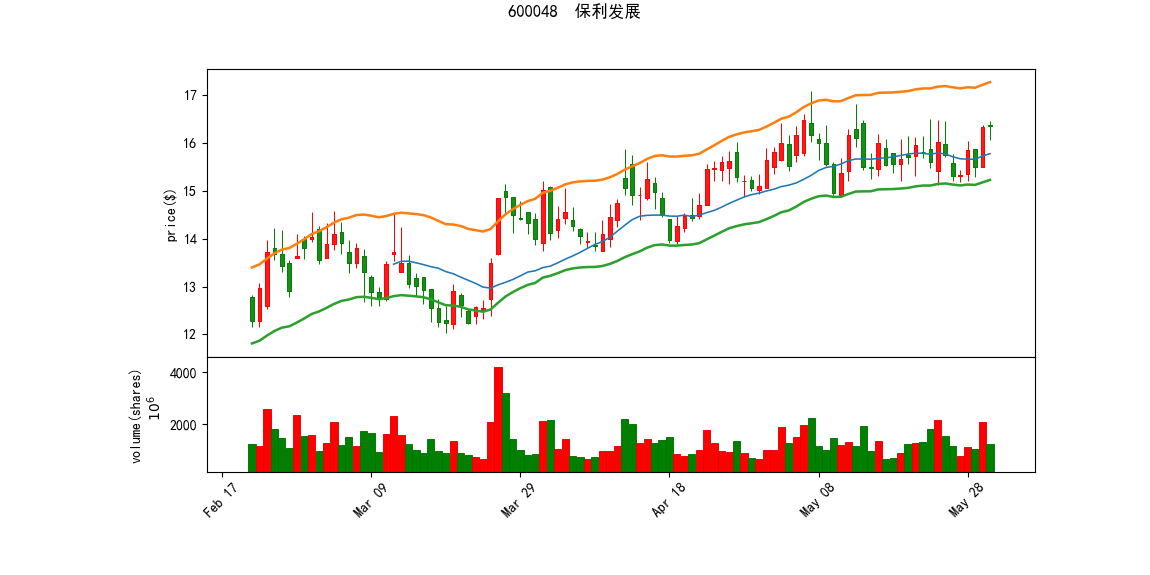 600048 保利发展
price($)
17
16
15
14
13
12
volume(shares)
10^6
4000
2000
Feb 17
Mar 09
Mar 29
Apr 18
May 08
May 28